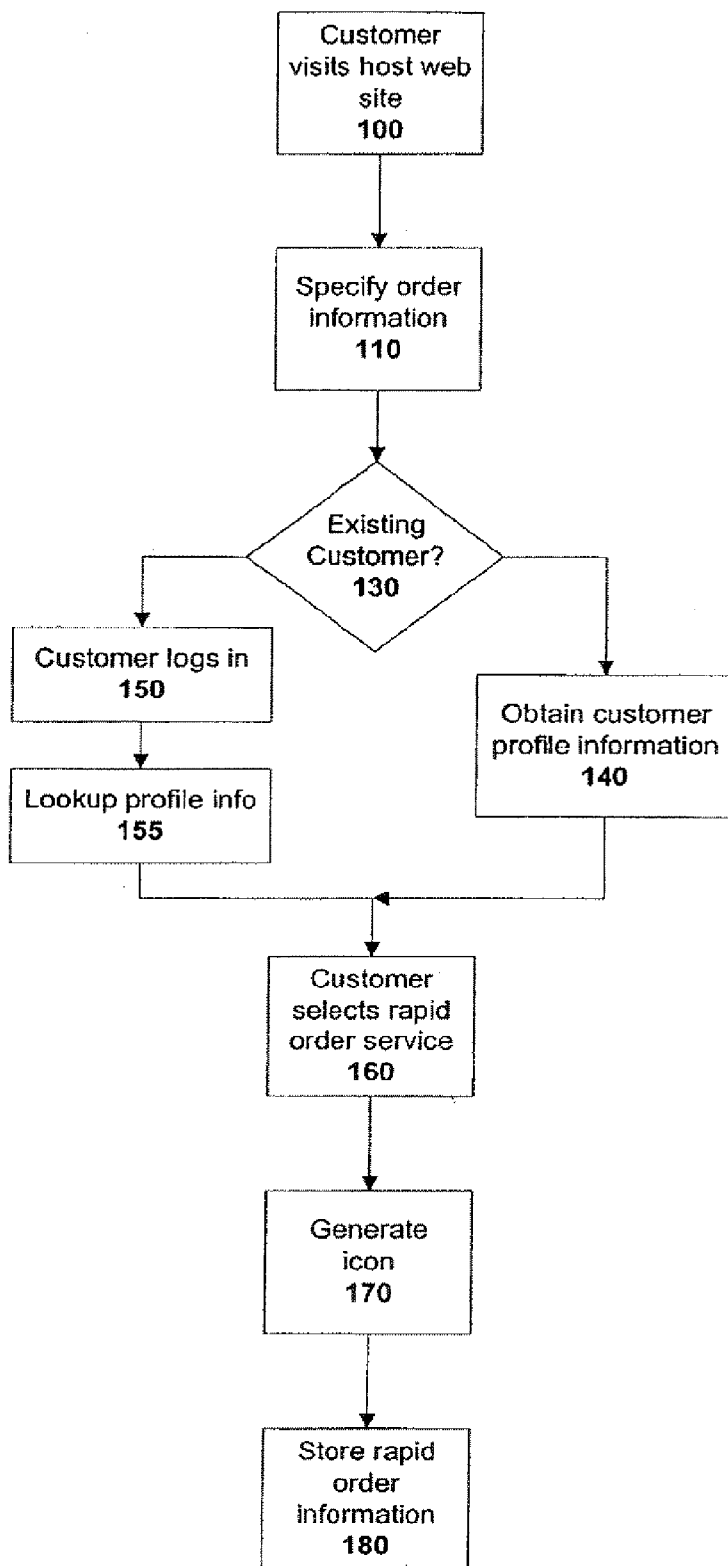 Customer
visits host web
site
100
Specify order
information
110
Existing
Customer?
130
Customer logs in
150
Lookup profile info
155
Obtain customer
profile information
140
Customer
selects rapid
order service
160
Generate
icon
170
Store rapid
order
information
180